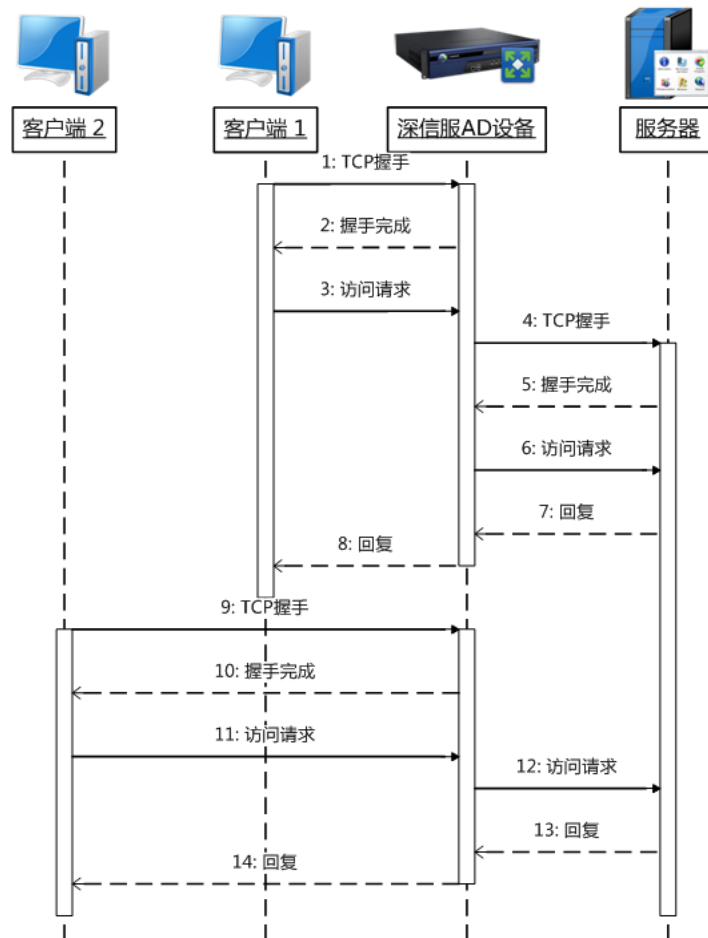 客户端 2
客户端 1
深信服AD设备
服务器
1: TCP握手
2: 握手完成
3: 访问请求
4: TCP握手
5: 握手完成
6: 访问请求
7: 回复
8: 回复
9: TCP握手
10: 握手完成
11: 访问请求
12: 访问请求
13: 回复
14: 回复